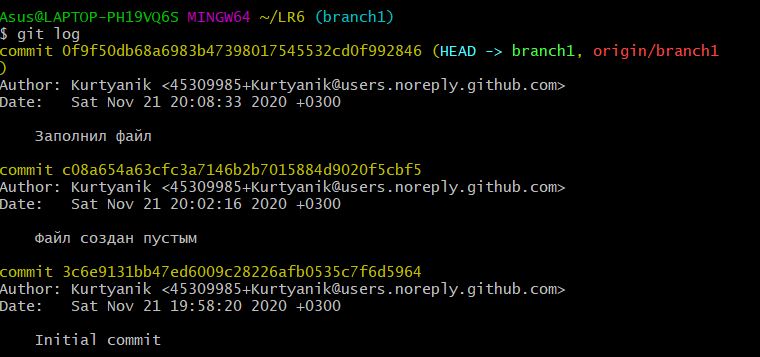 Asus@LAPTOP-PH19VQ6S MINGW64 ~/LR6 (branch1)
$ git log
commit 0f9f50db68a6983b47398017545532cd0f992846 (HEAD -> branch1, origin/branch1
)
Author: Kurtyanik <45309985+Kurtyanik@users.noreply.github.com>
Date:   Sat Nov 21 20:08:33 2020 +0300
    Заполнил файл
commit c08a654a63cfc3a7146b2b7015884d9020f5cbf5
Author: Kurtyanik <45309985+Kurtyanik@users.noreply.github.com>
Date:   Sat Nov 21 20:02:16 2020 +0300
    Файл создан пустым
commit 3c6e9131bb47ed6009c28226afb0535c7f6d5964
Author: Kurtyanik <45309985+Kurtyanik@users.noreply.github.com>
Date:   Sat Nov 21 19:58:20 2020 +0300
    Initial commit